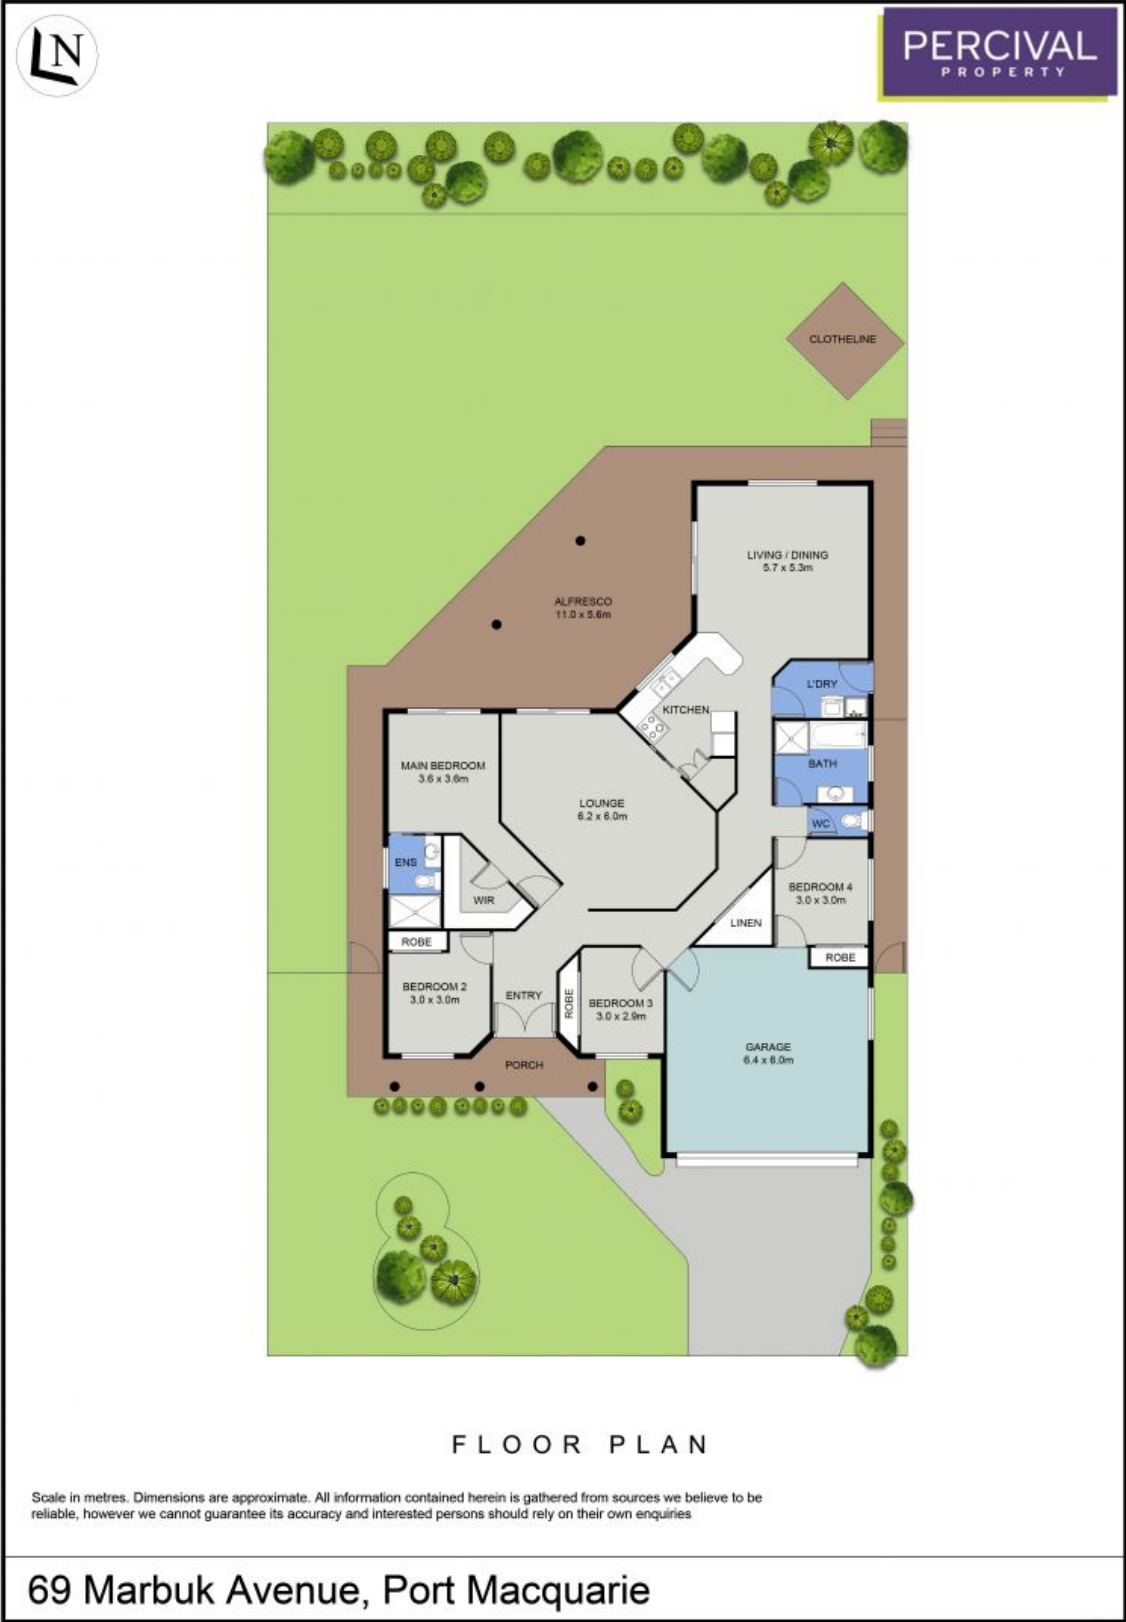 N
PERCIVAL
PROPERTY
CLOTHELINE
LIVING / DINING
5.7 x 5.3m
ALFRESCO
11.0 x 5.6m
L'DRY
KITCHEN
BATH
MAIN BEDROOM
3.6 x 3.6m
LOUNGE
6.2 x 6.0m
WC
ENS
WIR
BEDROOM 4
3.0 x 3.0m
LINEN
ROBE
ROBE
BEDROOM 2
3.0 x 3.0m
ENTRY
ROBE
BEDROOM 3
3.0 x 2.9m
GARAGE
6.4 x 6.0m
PORCH
FLOOR PLAN
Scale in metres. Dimensions are approximate. All information contained herein is gathered from sources we believe to be
reliable, however we cannot guarantee its accuracy and interested persons should rely on their own enquiries
69 Marbuk Avenue, Port Macquarie